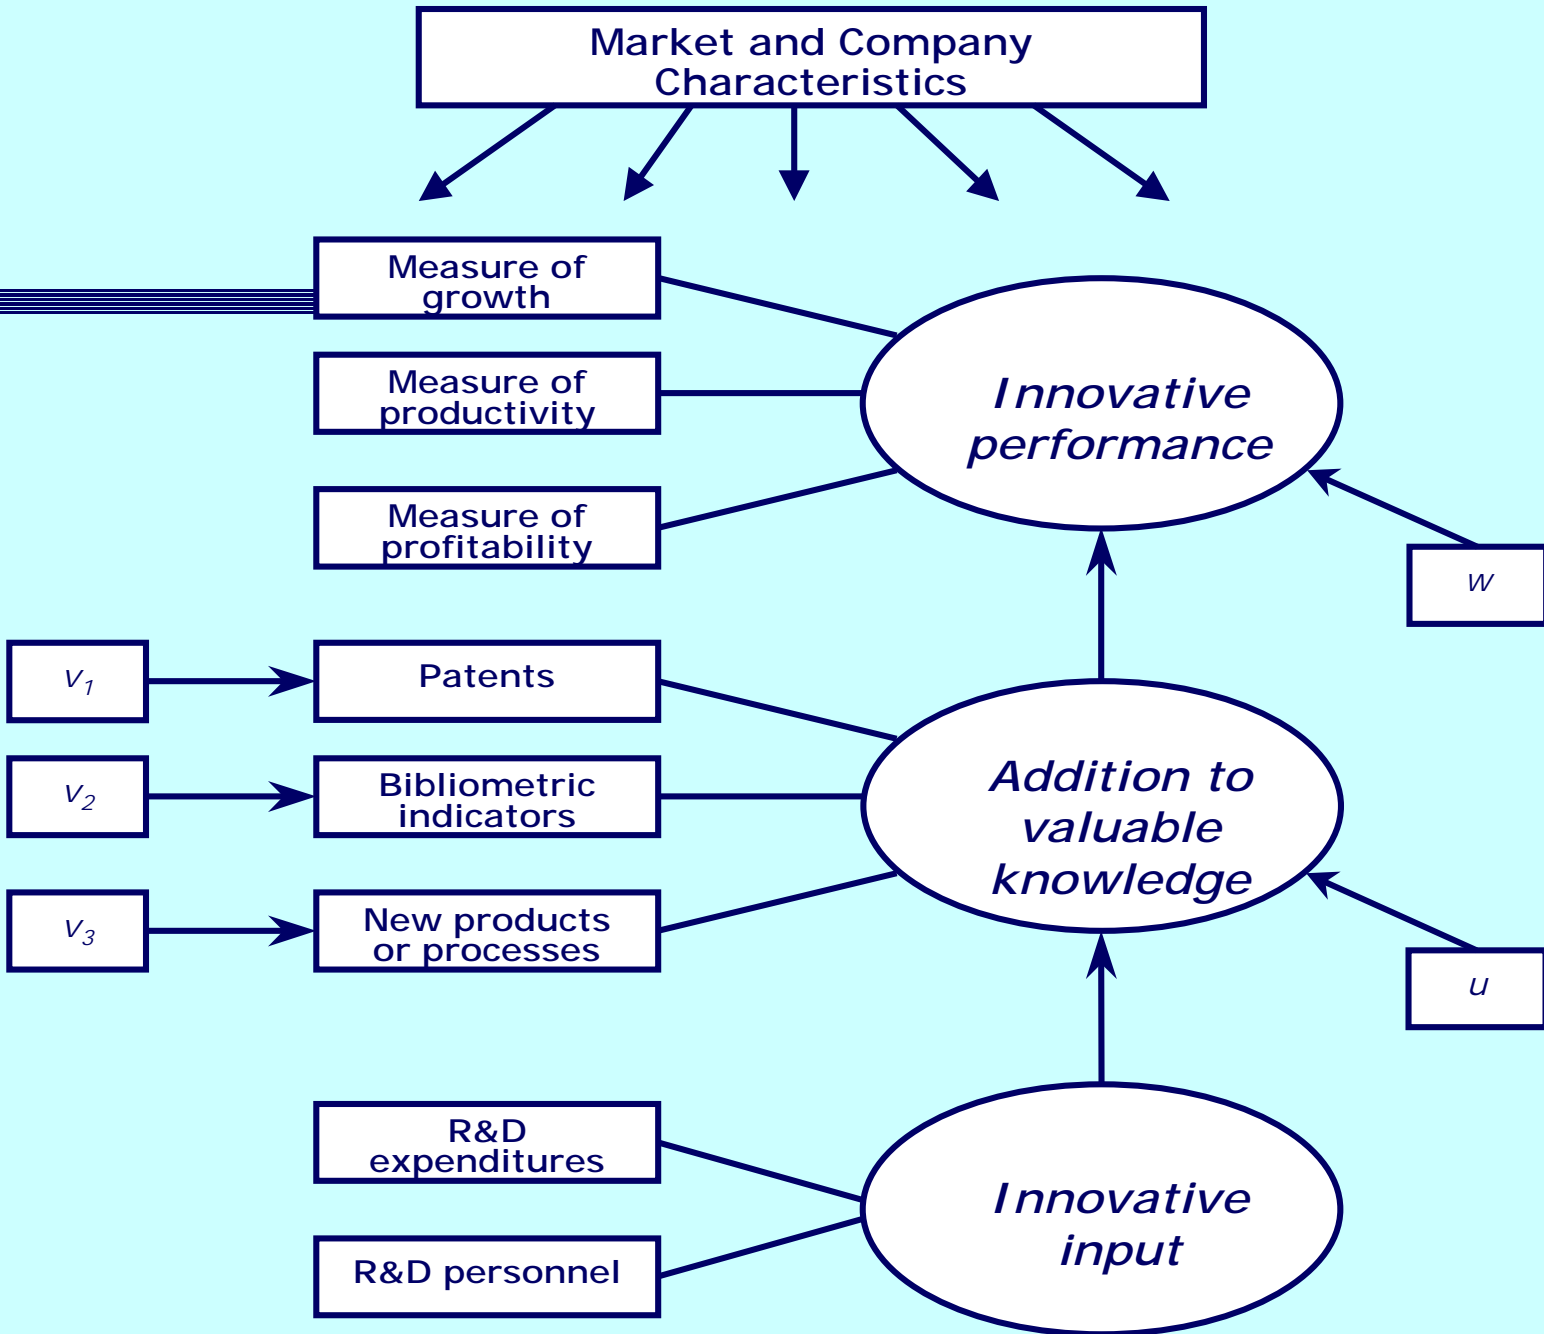 Market and Company
Characteristics
Measure of
growth
Measure of
productivity
Innovative
performance
Measure of
profitability
w
v1
Patents
v2
Bibliometric
indicators
Addition to
valuable
knowledge
v3
New products
or processes
u
R&D
expenditures
Innovative
input
R&D personnel